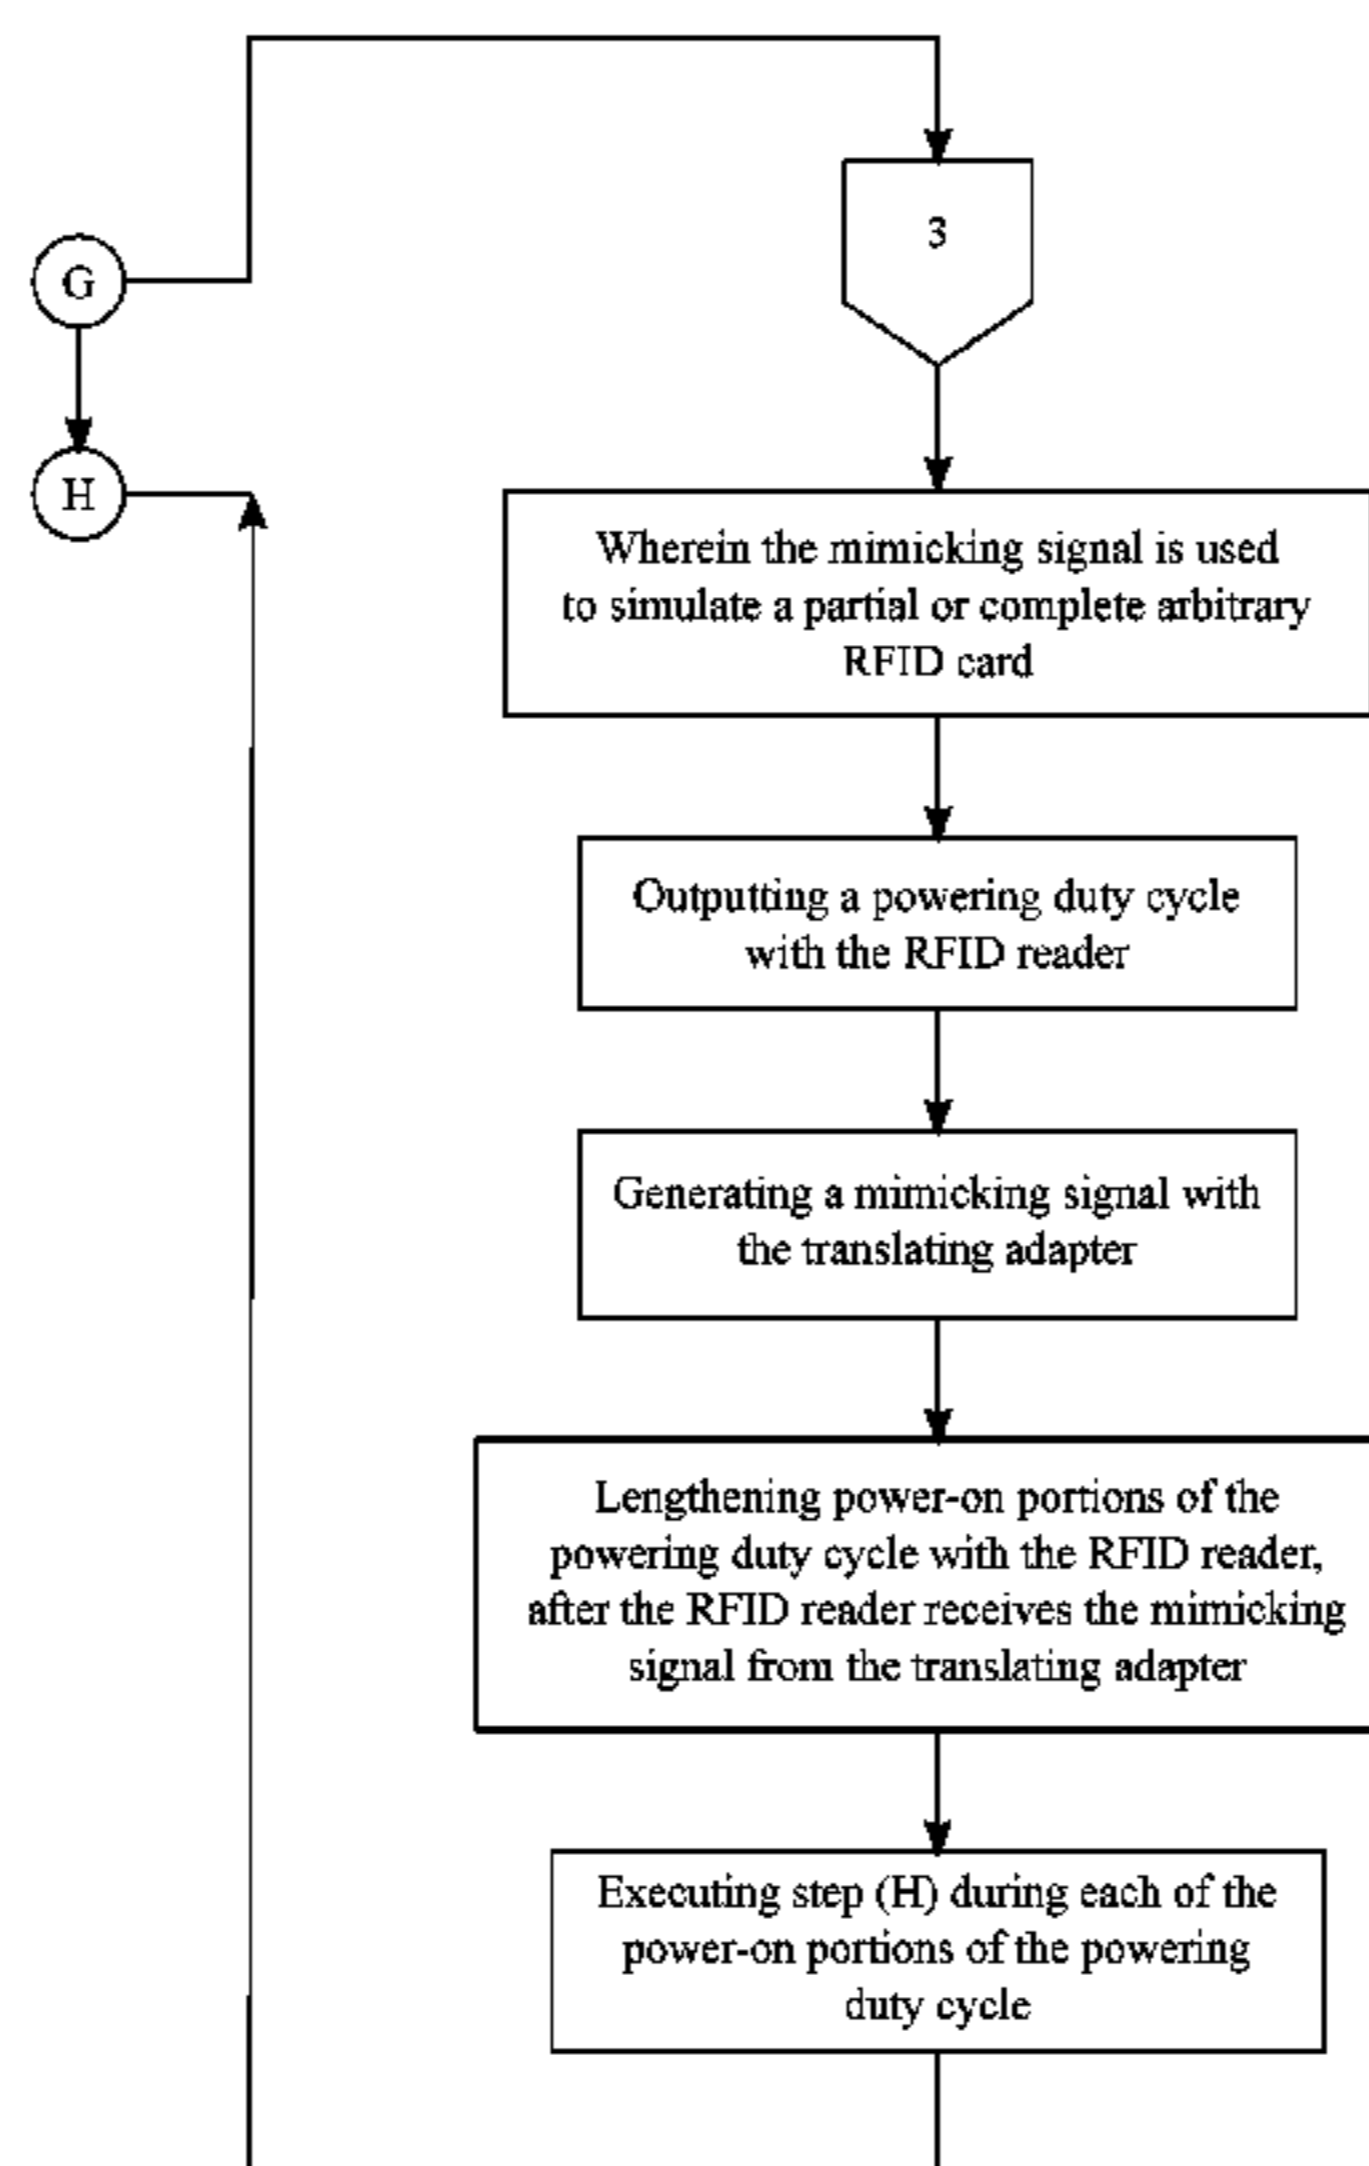 3
G
H
Wherein the mimicking signal is used
to simulate a partial or complete arbitrary
RFID card
Outputting a powering duty cycle
with the RFID reader
Generating a mimicking signal with
the translating adapter
Lengthening power-on portions of the
powering duty cycle with the RFID reader,
after the RFID reader receives the mimicking
signal from the translating adapter
Executing step (H) during each of the
power-on portions of the powering
duty cycle